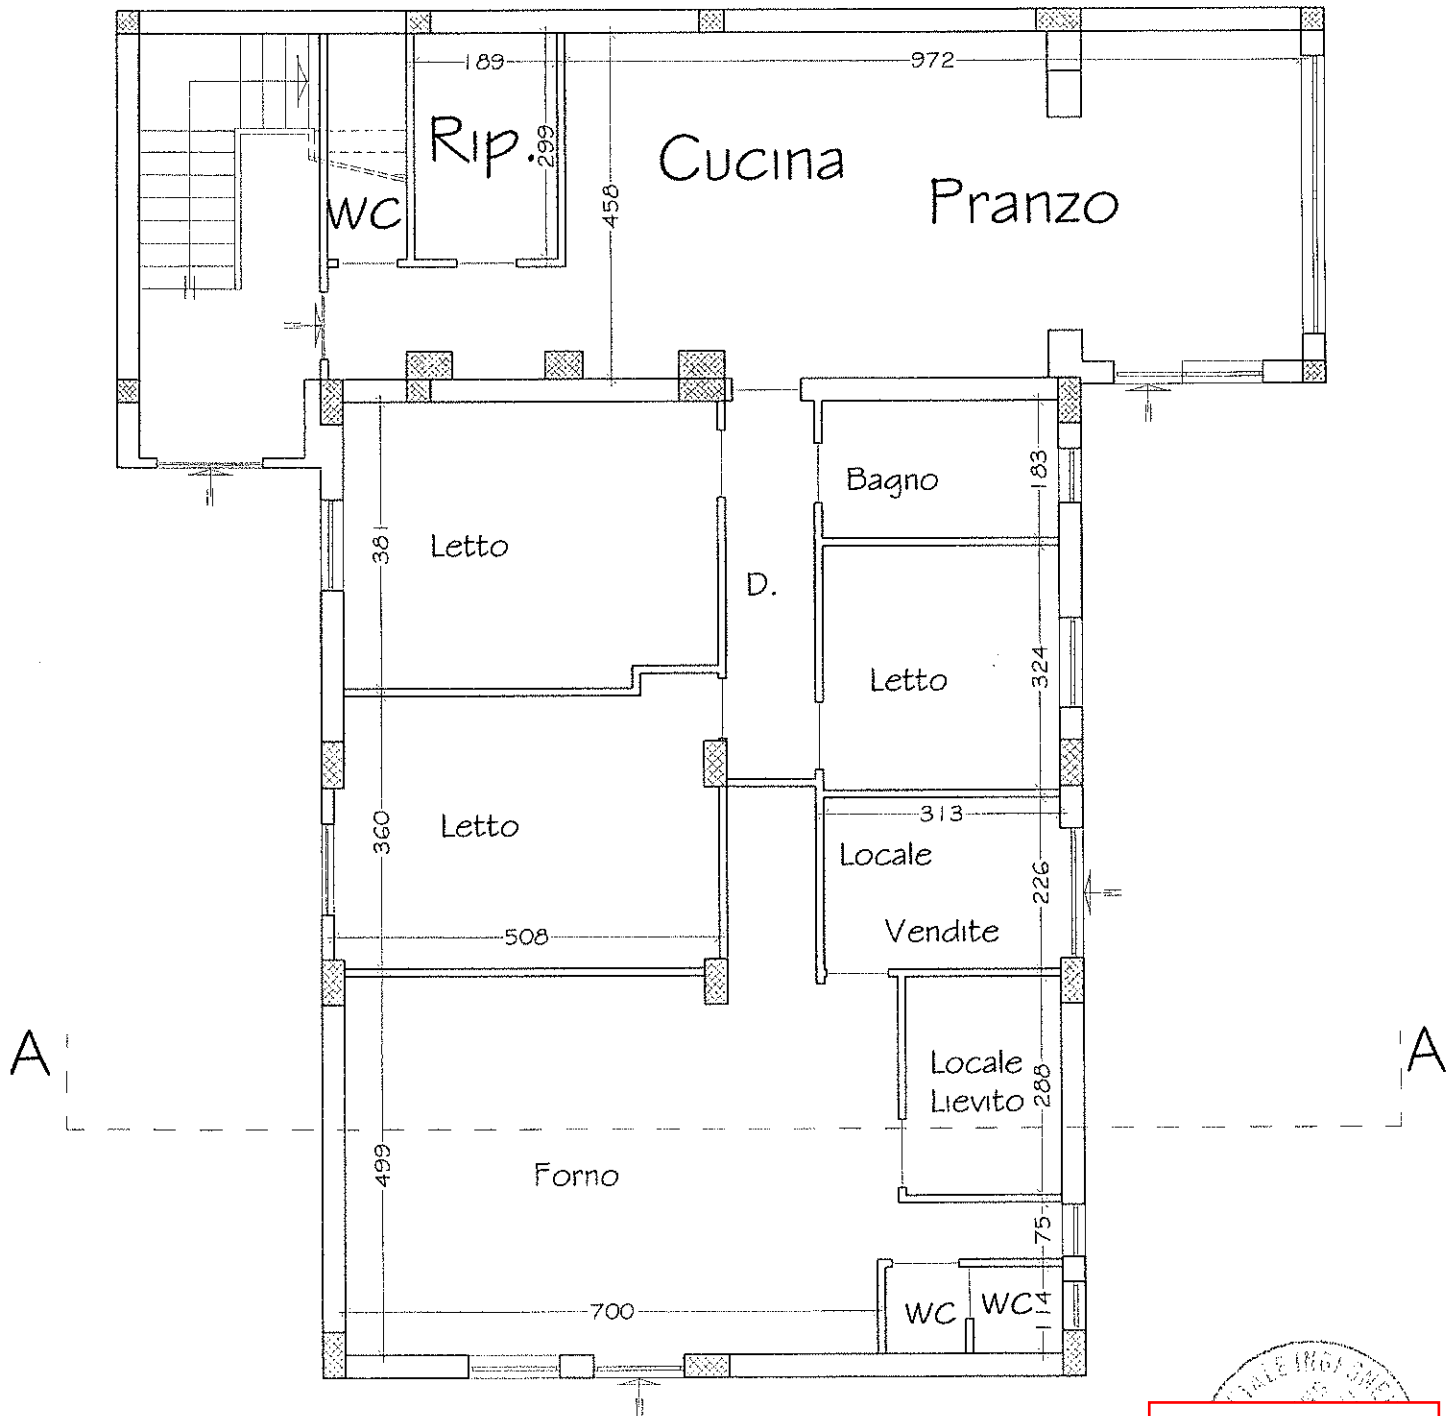 189
972
Rip.
299
Cucina
458
Pranzo
WC
Bagno
183
Letto
381
D.
Letto
324
313
Letto
360
Locale
226
Vendite
508
A
A
Locale
288
Lievito
499
Forno
75
700
WC
WC
114